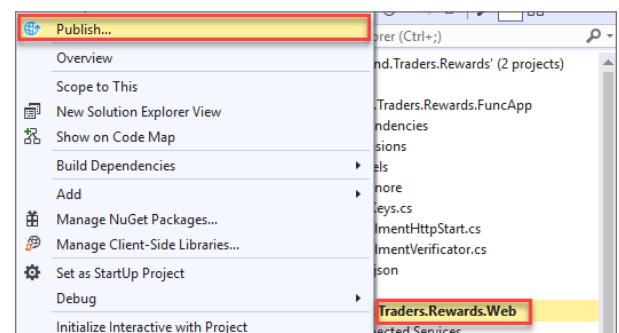 Publish...
Overview
Scope to This
New Solution Explorer View
Show on Code Map
Build Dependencies
Add
Manage NuGet Packages...
Manage Client-Side Libraries...
Set as StartUp Project
Debug
Initialize Interactive with Project
orer (Ctrl+;)
nd.Traders.Rewards' (2 projects)
.Traders.Rewards.FuncApp
ndencies
sions
els
nore
Keys.cs
lmentHttpStart.cs
lmentVerificator.cs
json
.Traders.Rewards.Web
nected Services